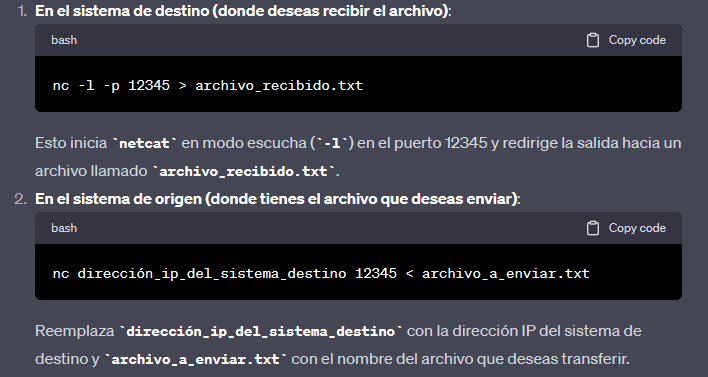 1. En el sistema de destino (donde deseas recibir el archivo):
bash Copy code
nc -l -p 12345 > archivo_recibido.txt
Esto inicia `netcat` en modo escucha (`-l`) en el puerto 12345 y redirige la salida hacia un
archivo llamado `archivo_recibido.txt`.
2. En el sistema de origen (donde tienes el archivo que deseas enviar):
bash Copy code
nc dirección_ip_del_sistema_destino 12345 < archivo_a_enviar.txt
Reemplaza `dirección_ip_del_sistema_destino` con la dirección IP del sistema de
destino y `archivo_a_enviar.txt` con el nombre del archivo que deseas transferir.